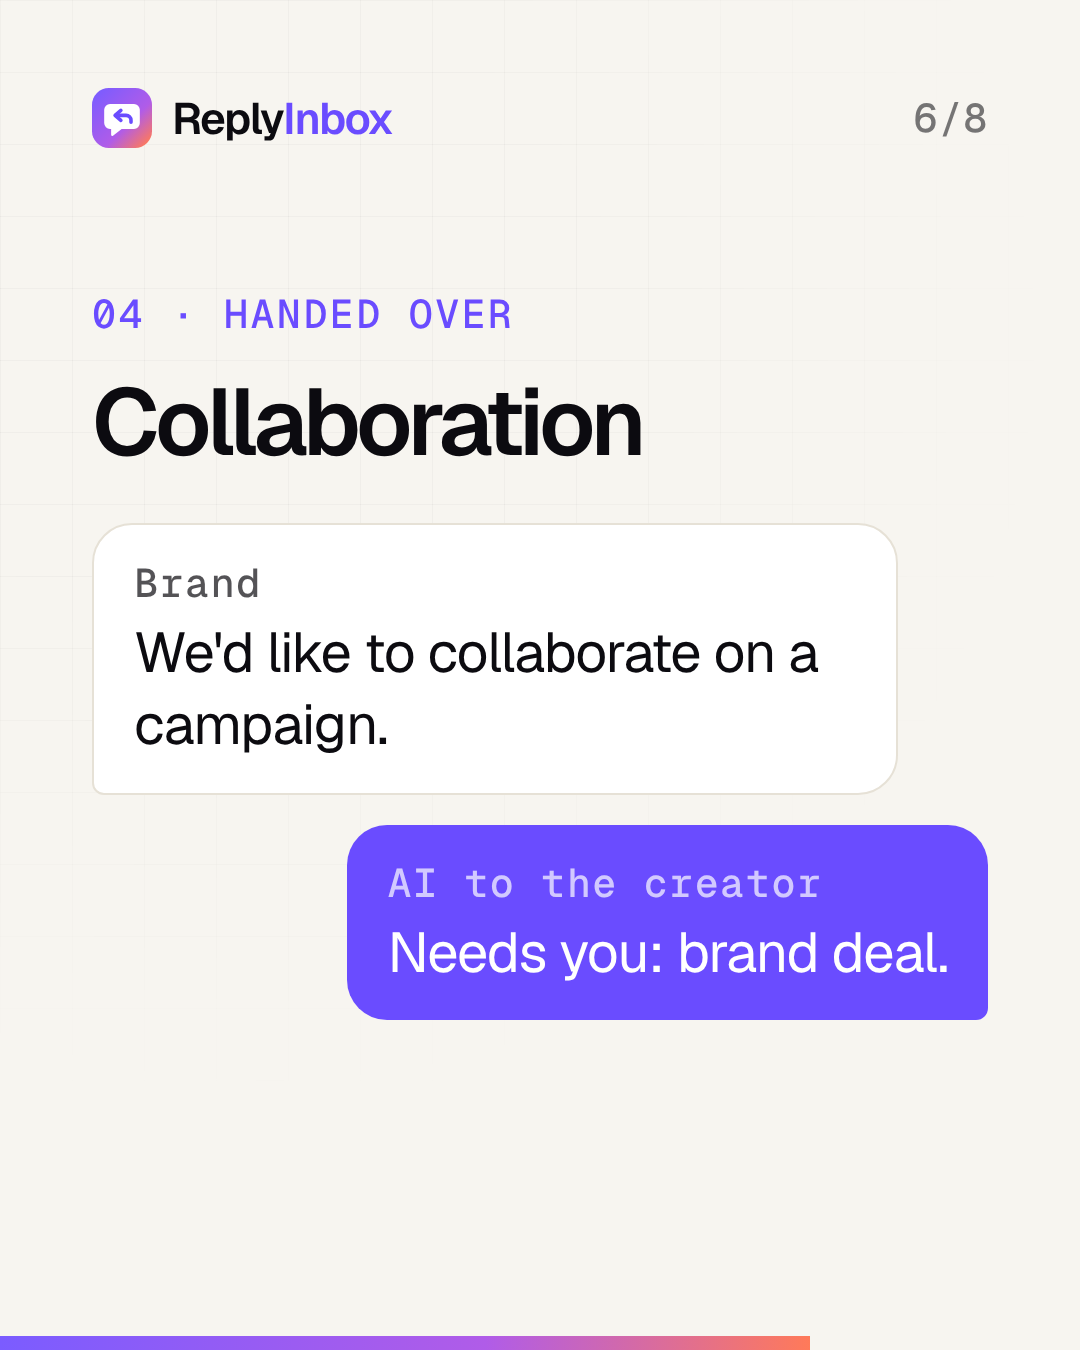 ReplyInbox
6/8
04 · HANDED OVER
Collaboration
Brand
We'd like to collaborate on a
campaign.
AI to the creator
Needs you: brand deal.